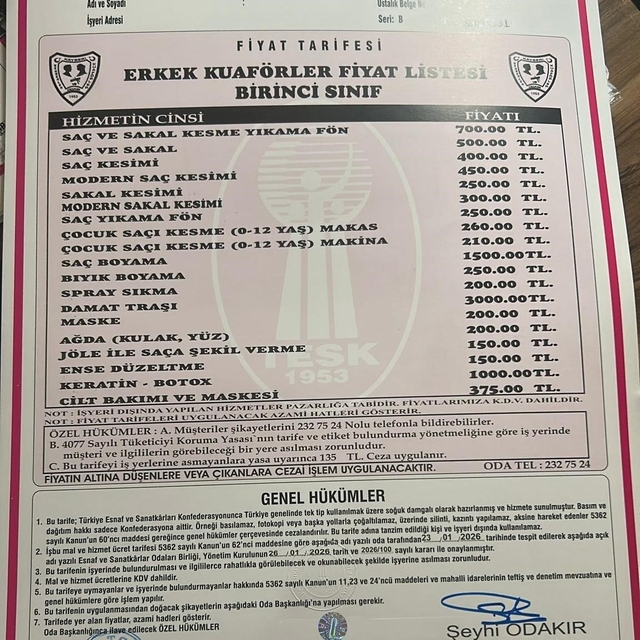 Adı ve Soyadı
Ustalık Belge
İşyeri Adresi
Seri: B
FİYAT TARİFESİ
ERKEK KUAFÖRLER FİYAT LİSTESİ
BİRİNCİ SINIF
HİZMETİN CİNSİ FİYATI
SAÇ VE SAKAL KESME YIKAMA FÖN 700.00 TL.
SAÇ VE SAKAL 500.00 TL.
SAÇ KESİMİ 400.00 TL.
MODERN SAÇ KESİMİ 450.00 TL.
SAKAL KESİMİ 250.00 TL.
MODERN SAKAL KESİMİ 300.00 TL.
SAÇ YIKAMA FÖN 250.00 TL.
ÇOCUK SAÇI KESME (0-12 YAŞ) MAKAS 260.00 TL.
ÇOCUK SAÇI KESME (0-12 YAŞ) MAKİNA 210.00 TL.
SAÇ BOYAMA 1500.00TL.
BIYIK BOYAMA 250.00 TL.
SPRAY SIKMA 200.00 TL.
DAMAT TRAŞI 3000.00TL.
MASKE 200.00 TL.
AĞDA (KULAK, YÜZ) 200.00 TL.
JÖLE İLE SAÇA ŞEKİL VERME 150.00 TL.
ENSE DÜZELTME 150.00 TL.
KERATİN - BOTOX 1000.00TL.
CİLT BAKIMI VE MASKESİ 375.00 TL.
TESK
1953
NOT : İŞYERİ DIŞINDA YAPILAN HİZMETLER PAZARLIĞA TABİDİR. FİYATLARIMIZA K.D.V. DAHİLDİR.
NOT : FİYAT TARİFELERİ UYGULANACAK AZAMİ HATLERİ GÖSTERİR.
ÖZEL HÜKÜMLER : A. Müşteriler şikayetlerini 232 75 24 Nolu telefonla bildirebilirler.
B. 4077 Sayılı Tüketiciyi Koruma Yasası'nın tarife ve etiket bulundurma yönetmeliğine göre iş yerinde
müşteri ve ilgililerin görebileceği bir yere asılması zorunludur.
C. Bu tarifeyi iş yerlerine asmayanlara yasa uyarınca 135 TL. Ceza uygulanır.
FİYATIN ALTINA DÜŞENLERE VEYA ÇIKANLARA CEZAİ İŞLEM UYGULANACAKTIR. ODA TEL : 232 75 24
GENEL HÜKÜMLER
1. Bu tarife; Türkiye Esnaf ve Sanatkârları Konfederasyonunca Türkiye genelinde tek tip kullanılmak üzere soğuk damgalı olarak hazırlanmış ve hizmete sunulmuştur. Basım ve
dağıtım hakkı sadece Konfederasyona aittir. Örneği basılamaz, fotokopi veya başka yollarla çoğaltılamaz, üzerinde silinti, kazıntı yapılamaz, aksine hareket edenler 5362
sayılı Kanun'un 60'ncı maddesi gereğince genel hükümler çerçevesinde cezalandırılır. Bu tarife adına tanzim edildiği kişi ve işyeri dışında kullanılamaz.
2. İşbu mal ve hizmet ücret tarifesi 5362 sayılı Kanun'un 62'nci maddesine göre aşağıda adı yazılı oda tarafından 23 / 01 / 2026 tarihinde tespit edilerek aşağıda açık
adı yazılı Esnaf ve Sanatkârlar Odaları Birliği, Yönetim Kurulunun 26 / 01 / 2026 tarih ve 2026/100 sayılı kararı ile onaylanmıştır.
3. Bu tarifenin işyerinde bulundurulması ve ilgililerce rahatlıkla görülebilecek ve okunabilecek şekilde işyerine asılması zorunludur.
4. Mal ve hizmet ücretlerine KDV dahildir.
5. Bu tarifeye uymayanlar ve işyerinde bulundurmayanlar hakkında 5362 sayılı Kanun'un 11,23 ve 24'ncü maddeleri ve mahalli idarelerinin teftiş ve denetim mevzuatına ve
genel hükümlere göre işlem yapılır.
6. Bu tarifenin uygulanmasından doğacak şikayetlerin aşağıdaki Oda Başkanlığı'na yapılması gerekir.
7. Tarifede yer alan fiyatlar, azami hadleri gösterir.
Oda Başkanlığınca ilave edilecek ÖZEL HÜKÜMLER
Seyhi ODAKIR